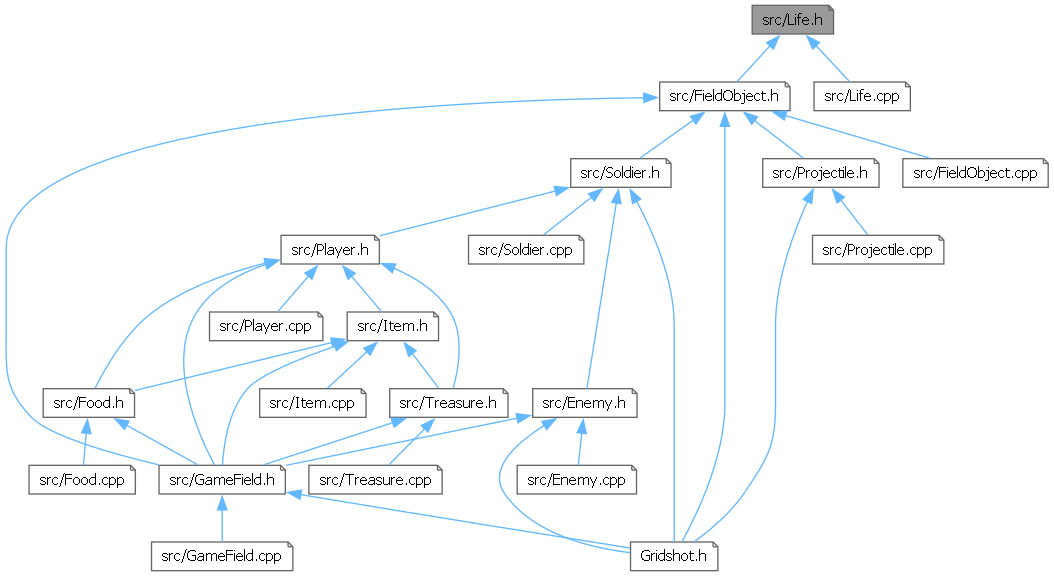 src/Life.h
src/FieldObject.h
src/Life.cpp
src/Soldier.h
src/Projectile.h
src/FieldObject.cpp
src/Player.h
src/Soldier.cpp
src/Projectile.cpp
src/Player.cpp
src/Item.h
src/Food.h
src/Item.cpp
src/Treasure.h
src/Enemy.h
src/Food.cpp
src/GameField.h
src/Treasure.cpp
src/Enemy.cpp
src/GameField.cpp
Gridshot.h